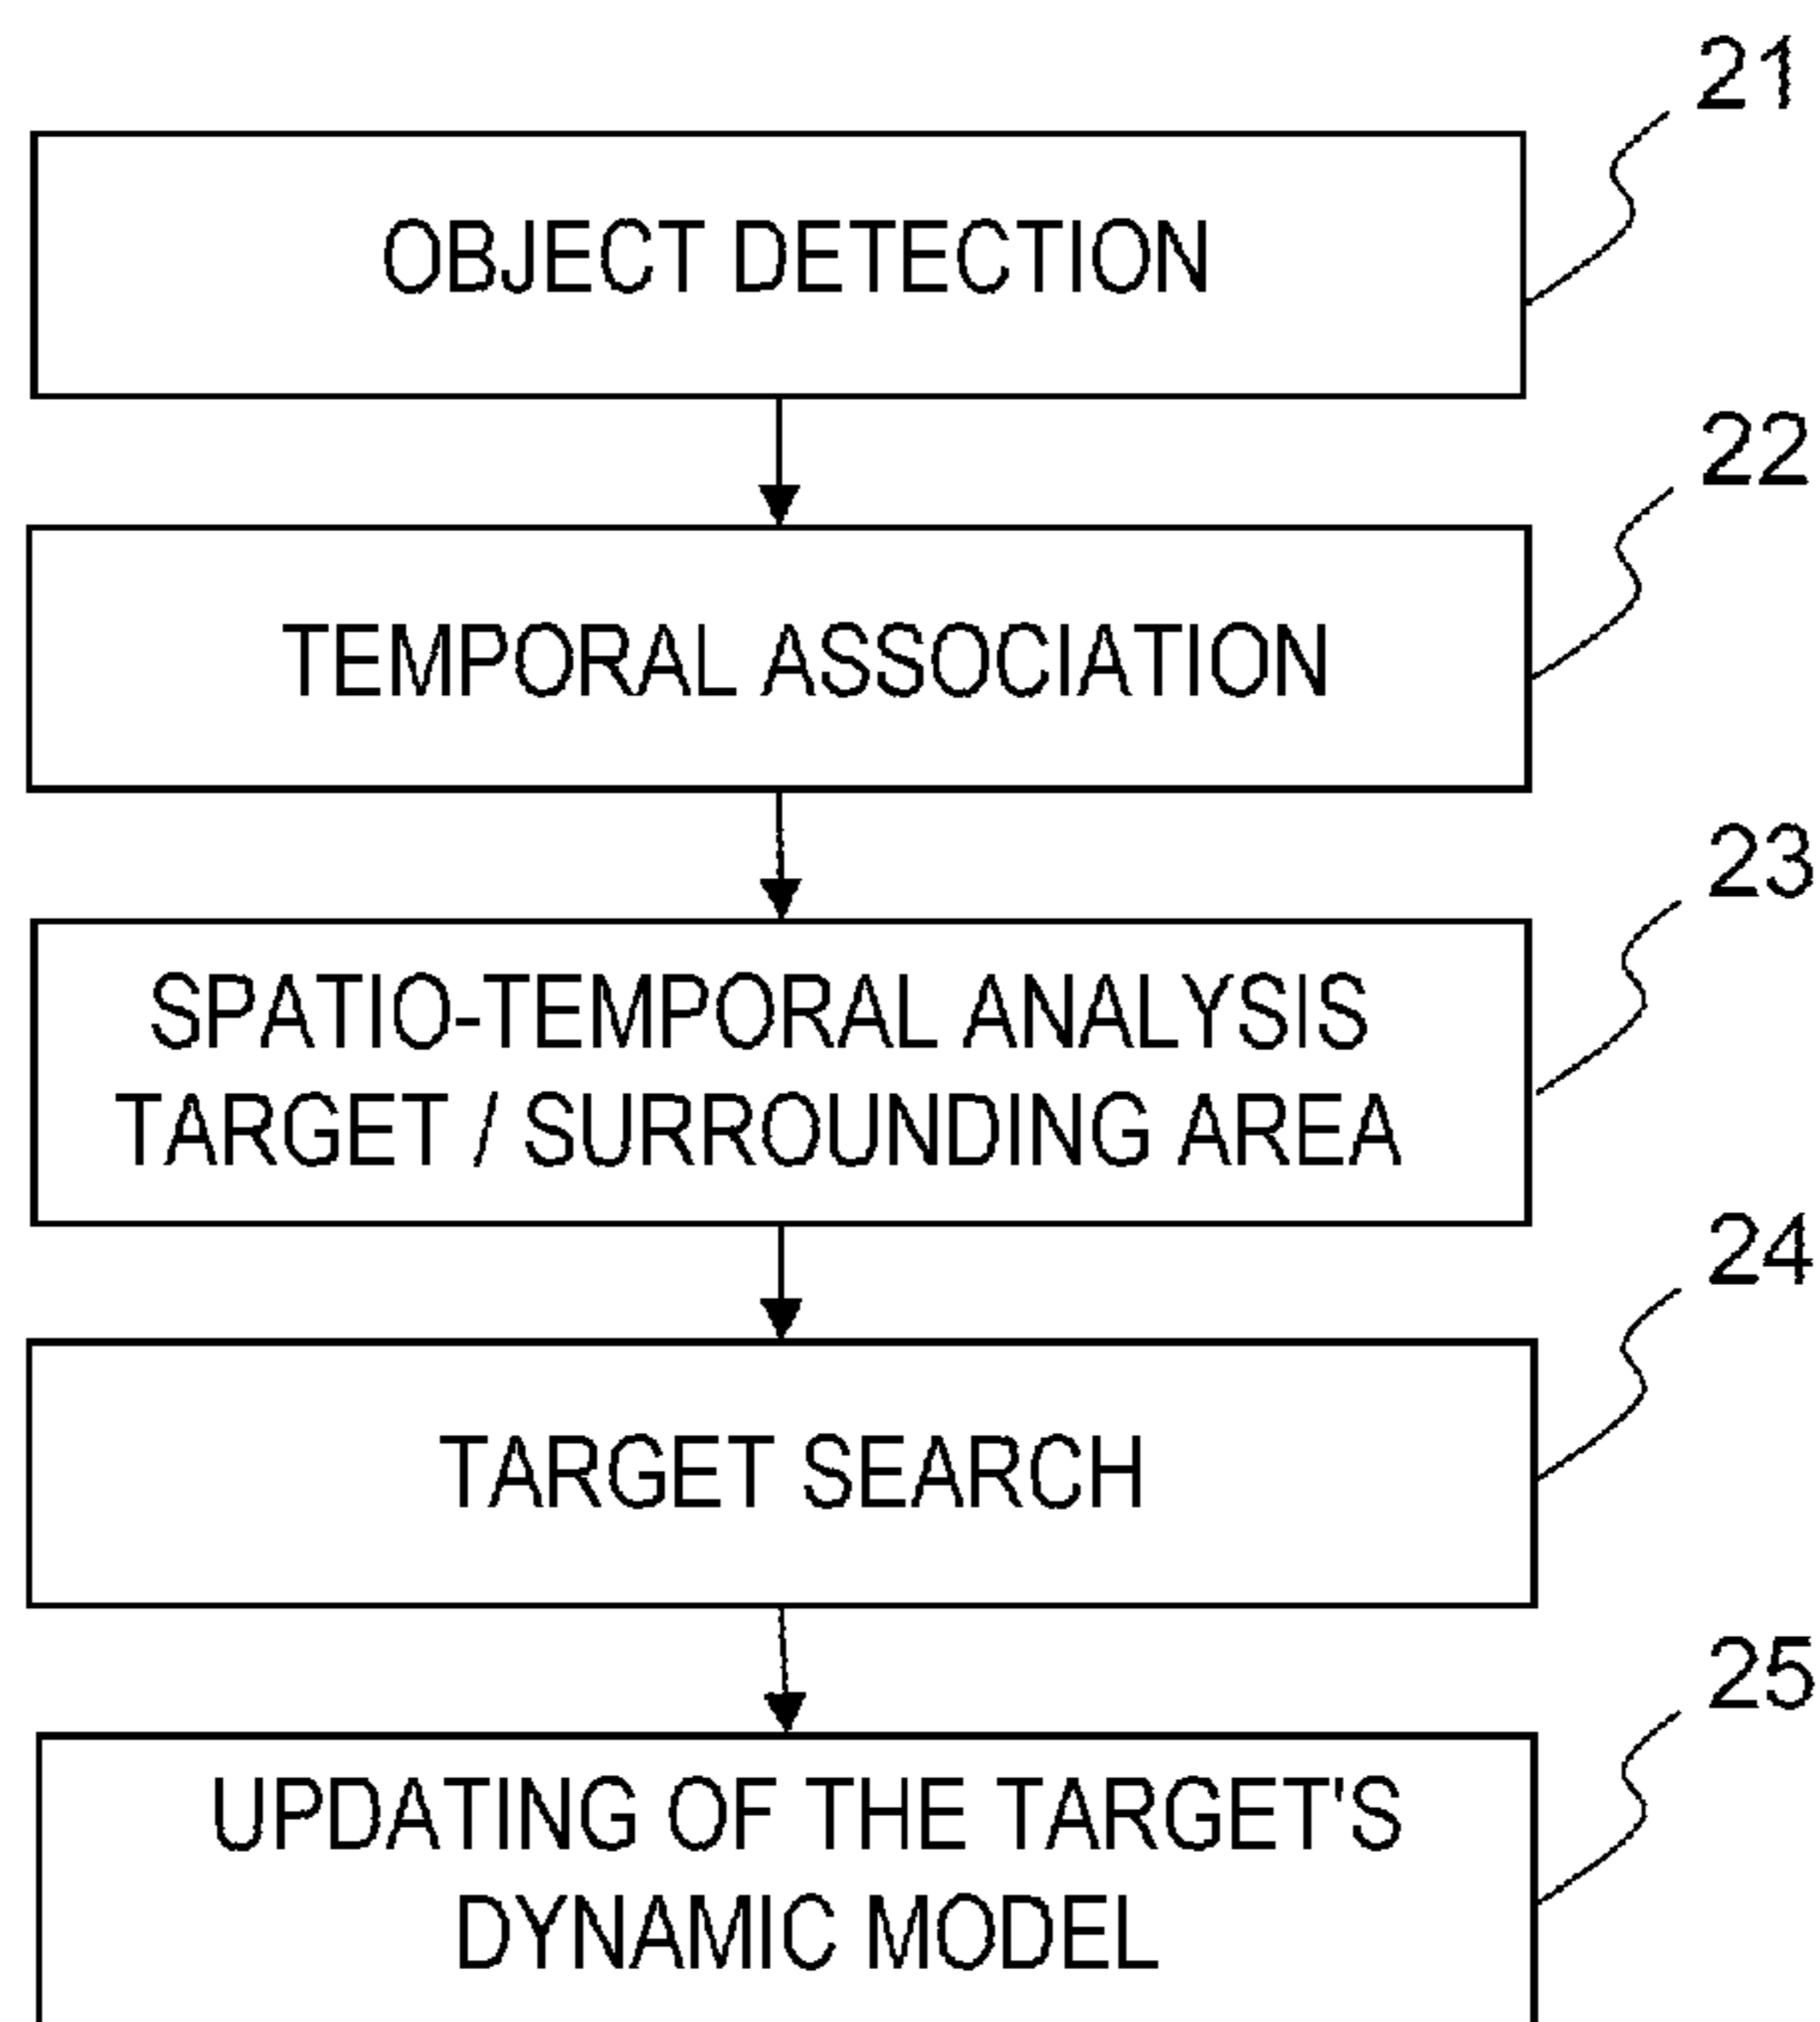 21
OBJECT DETECTION
22
TEMPORAL ASSOCIATION
23
SPATIO-TEMPORAL ANALYSIS
TARGET / SURROUNDING AREA
24
TARGET SEARCH
25
UPDATING OF THE TARGET'S
DYNAMIC MODEL